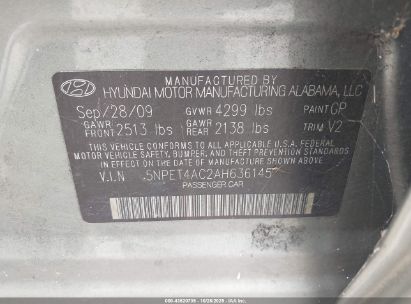 MANUFACTURED BY
HYUNDAI MOTOR MANUFACTURING ALABAMA, LLC
Sep/28/09 GVWR 4299 lbs PAINT GP
GAWR FRONT 2513 lbs GAWR REAR 2138 lbs TRIM V2
THIS VEHICLE CONFORMS TO ALL APPLICABLE U.S.A. FEDERAL
MOTOR VEHICLE SAFETY, BUMPER, AND THEFT PREVENTION
STANDARDS IN EFFECT ON THE DATE OF MANUFACTURE
SHOWN ABOVE.
V.I.N 5NPET4AC2AH636145
PASSENGER CAR